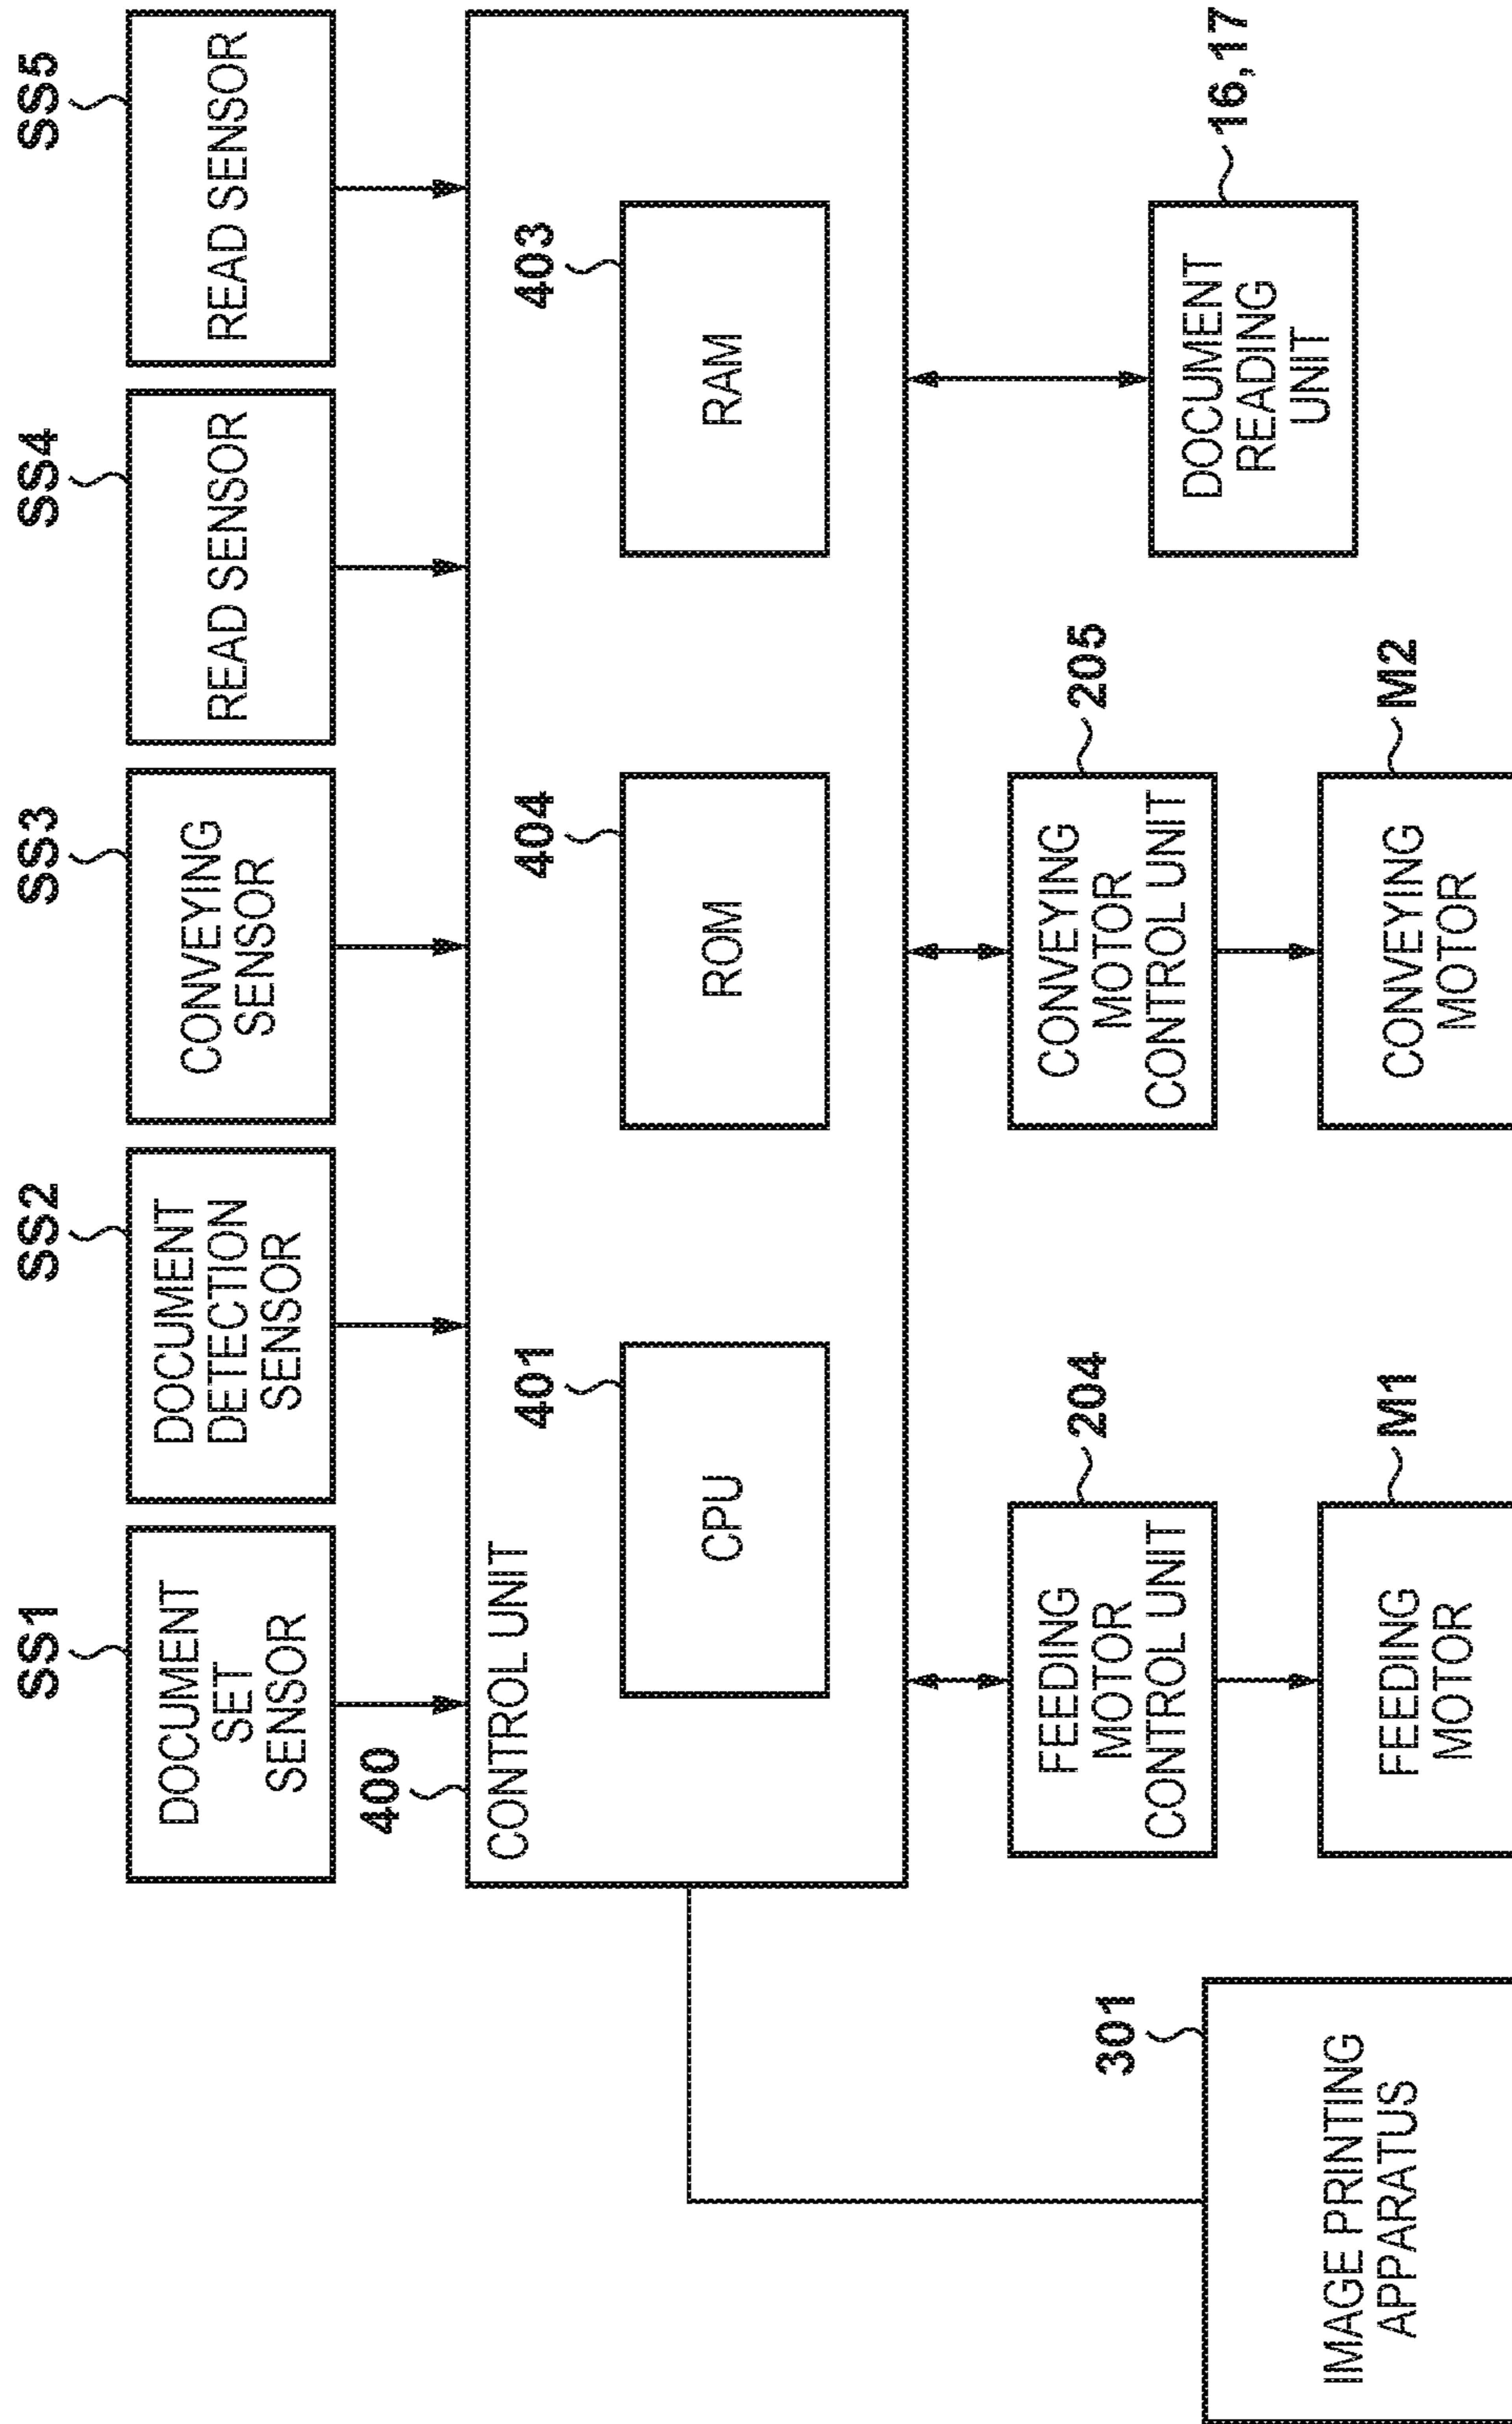 SS1
SS2
SS3
SS4
SS5
DOCUMENT
SET
SENSOR
DOCUMENT
DETECTION
SENSOR
CONVEYING
SENSOR
READ SENSOR
READ SENSOR
400
CONTROL UNIT
401
404
403
CPU
ROM
RAM
204
205
16,17
FEEDING
MOTOR
CONTROL UNIT
CONVEYING
MOTOR
CONTROL UNIT
DOCUMENT
READING
UNIT
301
M1
M2
IMAGE PRINTING
APPARATUS
FEEDING
MOTOR
CONVEYING
MOTOR